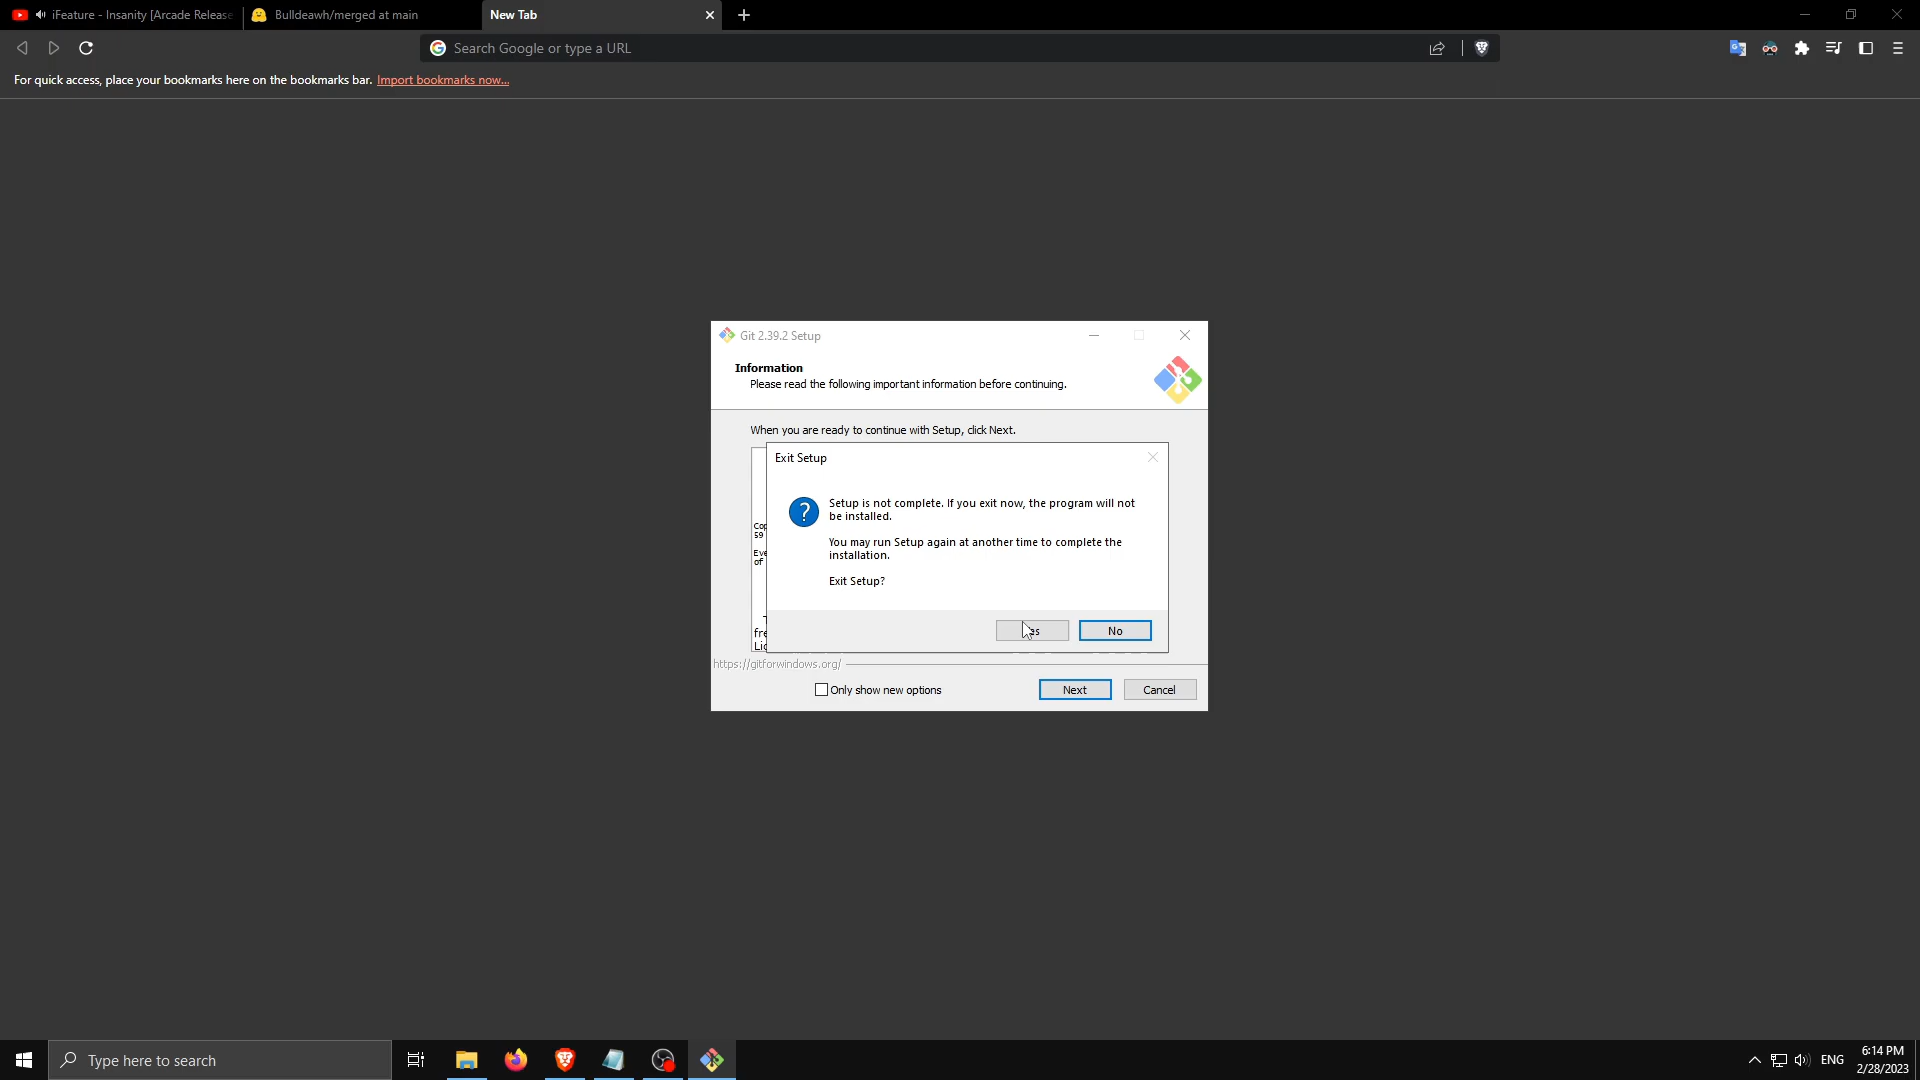 iFeature - Insanity [Arcade Release
Bulldeawh/merged at main
New Tab
Search Google or type a URL
For quick access, place your bookmarks here on the bookmarks bar. Import bookmarks now...
Git 2.39.2 Setup
Information
Please read the following important information before continuing.
When you are ready to continue with Setup, click Next.
Exit Setup
Setup is not complete. If you exit now, the program will not
be installed.
You may run Setup again at another time to complete the
installation.
Exit Setup?
No
59
of
https://gitforwindows.org/
Only show new options
Next
Cancel
Type here to search
ENG
6:14 PM
2/28/2023